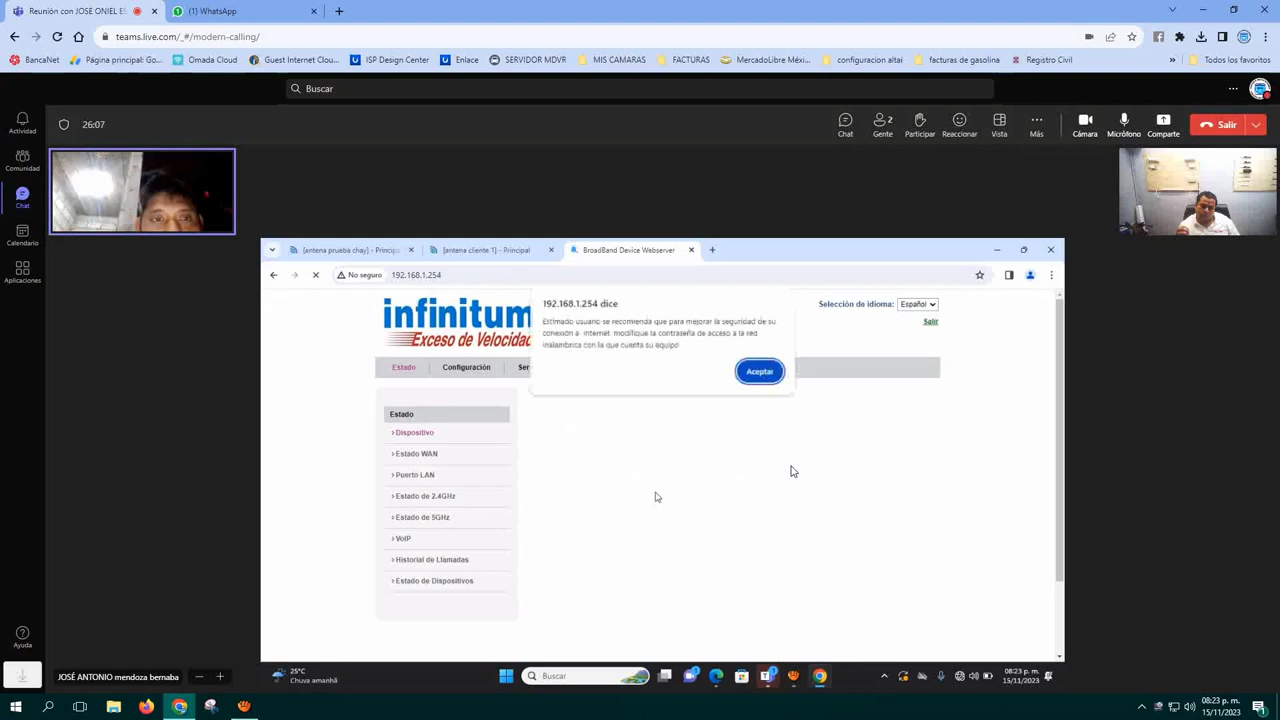 Reunión con JOSE ONIEL ES
(1) WhatsApp
teams.live.com/_#/modern-calling/
BancaNet
Página principal: Go...
Omada Cloud
Guest Internet Clou...
ISP Design Center
Enlace
SERVIDOR MDVR
MIS CAMARAS
FACTURAS
MercadoLibre Méxi...
configuracion altai
facturas de gasolina
Registro Civil
»
Todos los favoritos
Buscar
26:07
Chat
Gente
2
Participar
Reaccionar
Vista
Más
Cámara
Micrófono
Comparte
Salir
Actividad
Comunidad
Chat
Calendario
Aplicaciones
Ayuda
[antena prueba chay] - Principa
[antena cliente 1] - Principal
BroadBand Device Webserver
No seguro
192.168.1.254
infinitum
Exceso de Velocidad
Selección de idioma:
Español
Salir
192.168.1.254 dice
Estimado usuario se recomienda que para mejorar la seguridad de su
conexión a internet, modifique la contraseña de acceso a la red
inalambrica con la que cuenta su equipo
Aceptar
Estado
Configuración
Ser
Estado
Dispositivo
Estado WAN
Puerto LAN
Estado de 2.4GHz
Estado de 5GHz
VoIP
Historial de Llamadas
Estado de Dispositivos
JOSÉ ANTONIO mendoza bernaba
25°C
Chuva amanhã
Buscar
08:23 p. m.
15/11/2023
08:23 p. m.
15/11/2023